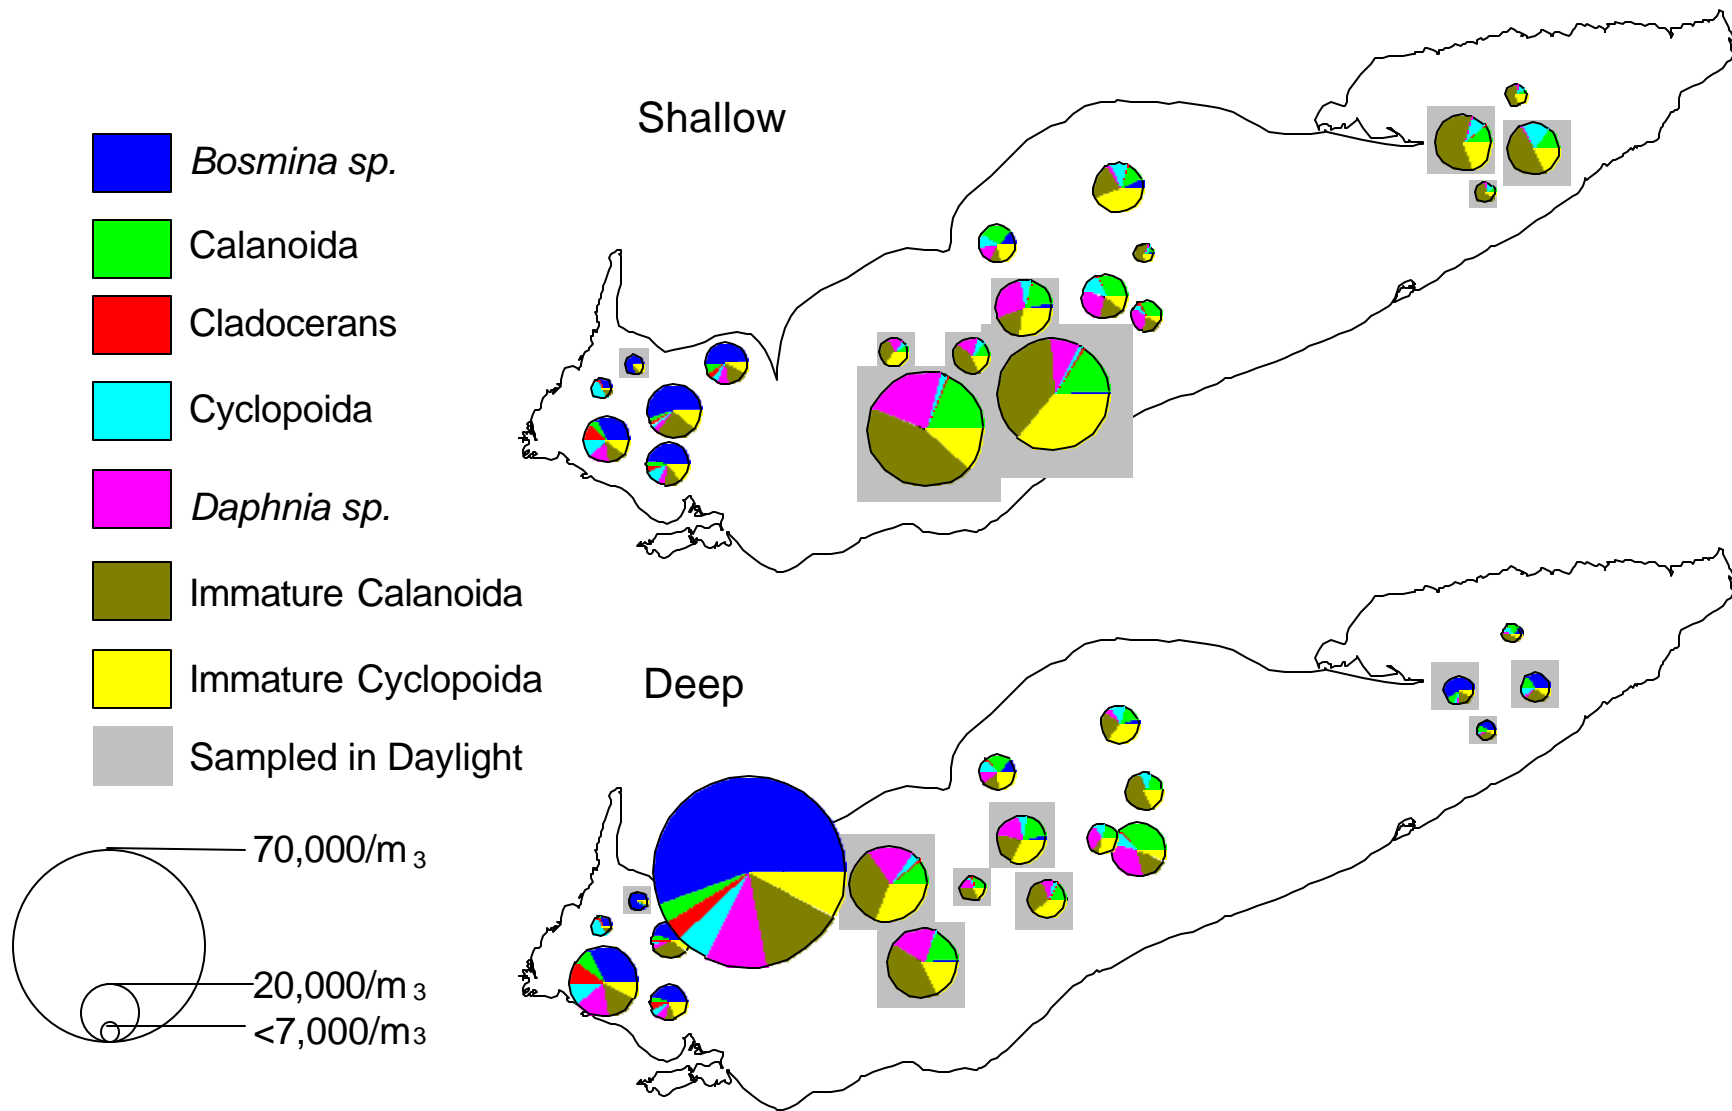 Shallow
Bosmina sp.
Calanoida
Cladocerans
Cyclopoida
Daphnia sp.
Immature Calanoida
Immature Cyclopoida
Sampled in Daylight
Deep
70,000/m3
20,000/m3
<7,000/m3